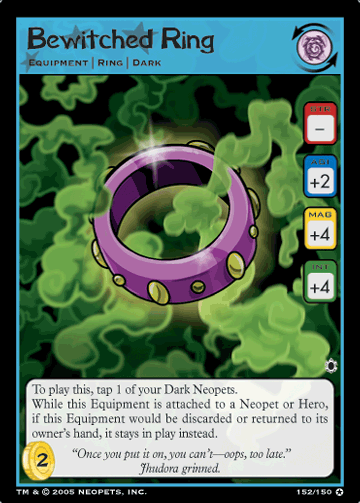 Bewitched Ring
EQUIPMENT | RING | DARK
STR
–
AGI
+2
MAG
+4
INT
+4
To play this, tap 1 of your Dark Neopets.
While this Equipment is attached to a Neopet or Hero,
if this Equipment would be discarded or returned to its
owner's hand, it stays in play instead.
"Once you put it on, you can't—oops, too late."
Jhudora grinned.
2
TM & © 2005 NEOPETS, INC.
152/150